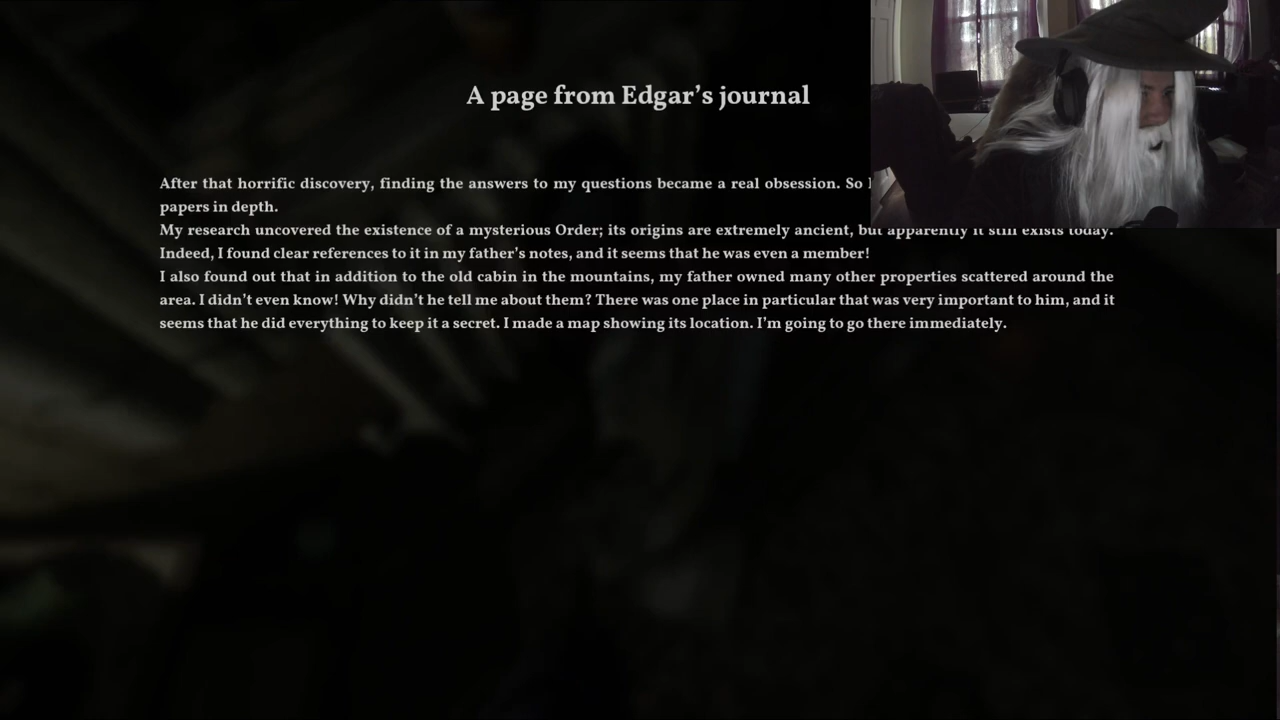 A page from Edgar's journal
After that horrific discovery, finding the answers to my questions became a real obsession. So
papers in depth.
My research uncovered the existence of a mysterious Order; its origins are extremely ancient, but apparently it still exists today.
Indeed, I found clear references to it in my father's notes, and it seems that he was even a member!
I also found out that in addition to the old cabin in the mountains, my father owned many other properties scattered around the
area. I didn't even know! Why didn't he tell me about them? There was one place in particular that was very important to him, and it
seems that he did everything to keep it a secret. I made a map showing its location. I'm going to go there immediately.